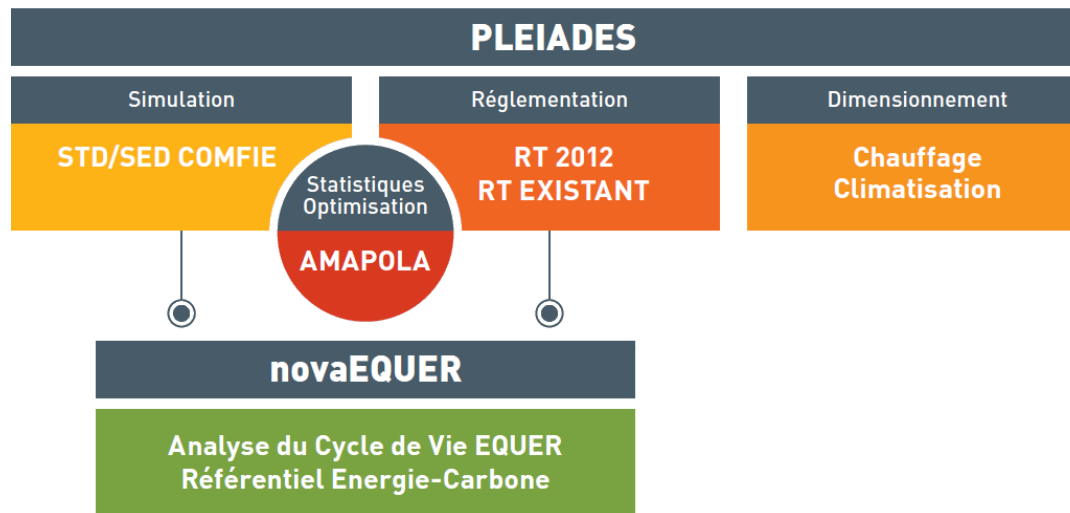 PLEIADES
Simulation
STD/SED COMFIE
Réglementation
RT 2012
RT EXISTANT
Dimensionnement
Chauffage
Climatisation
Statistiques
Optimisation
AMAPOLA
novaEQUER
Analyse du Cycle de Vie EQUER
Référentiel Energie-Carbone